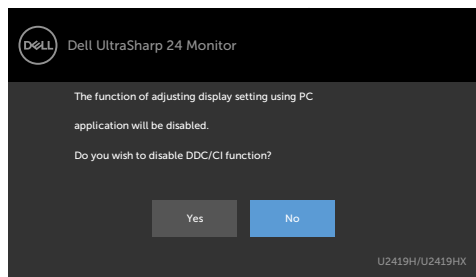 DELL
Dell UltraSharp 24 Monitor
The function of adjusting display setting using PC
application will be disabled.
Do you wish to disable DDC/CI function?
Yes
No
U2419H/U2419HX